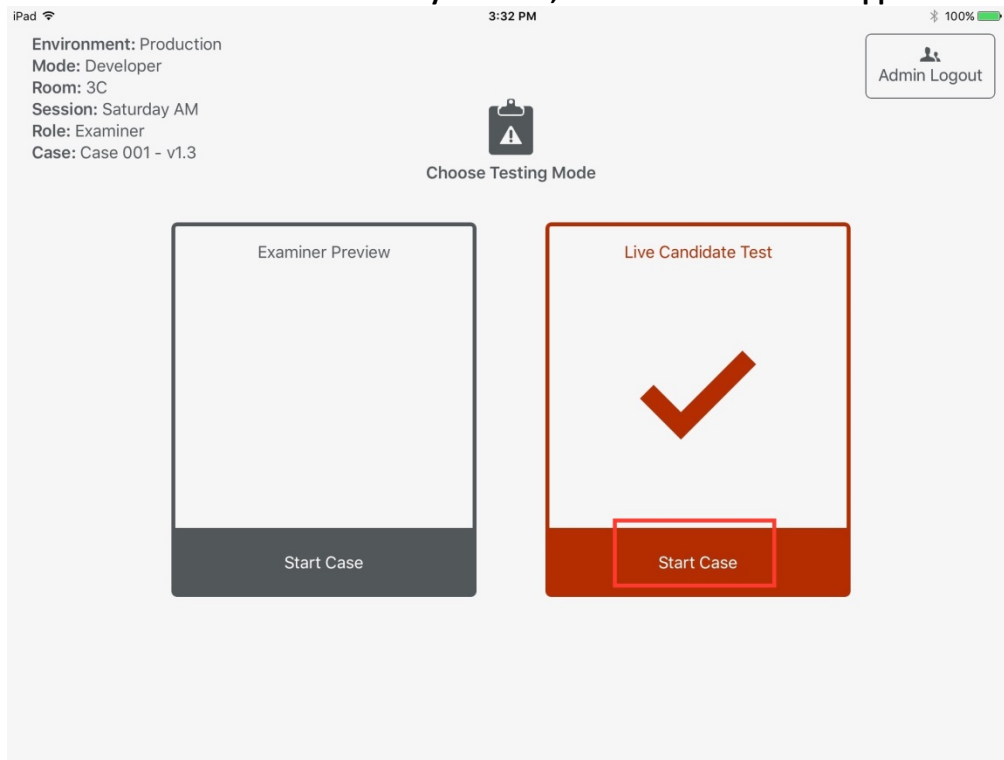 iPad 3:32 PM 100%
Environment: Production
Mode: Developer
Room: 3C
Session: Saturday AM
Role: Examiner
Case: Case 001 - v1.3
Admin Logout
Choose Testing Mode
Examiner Preview
Live Candidate Test
Start Case
Start Case